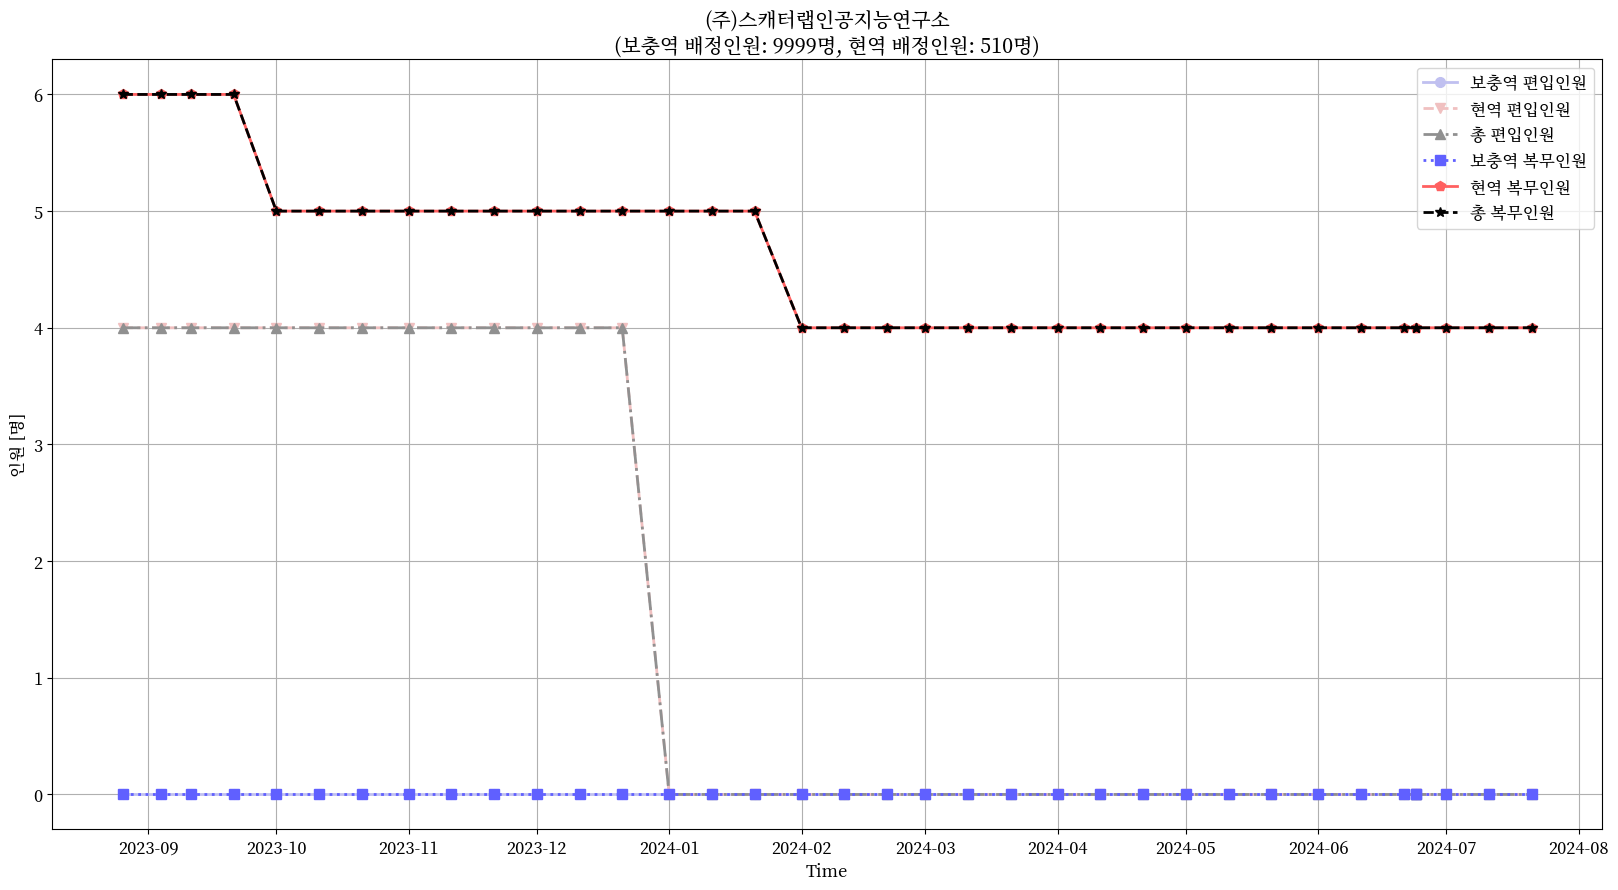 (주)스캐터랩인공지능연구소
(보충역 배정인원: 9999명, 현역 배정인원: 510명)
보충역 편입인원
현역 편입인원
총 편입인원
보충역 복무인원
현역 복무인원
총 복무인원
6
5
4
3
2
1
0
인원 [명]
2023-09 2023-10 2023-11 2023-12 2024-01 2024-02 2024-03 2024-04 2024-05 2024-06 2024-07 2024-08
Time